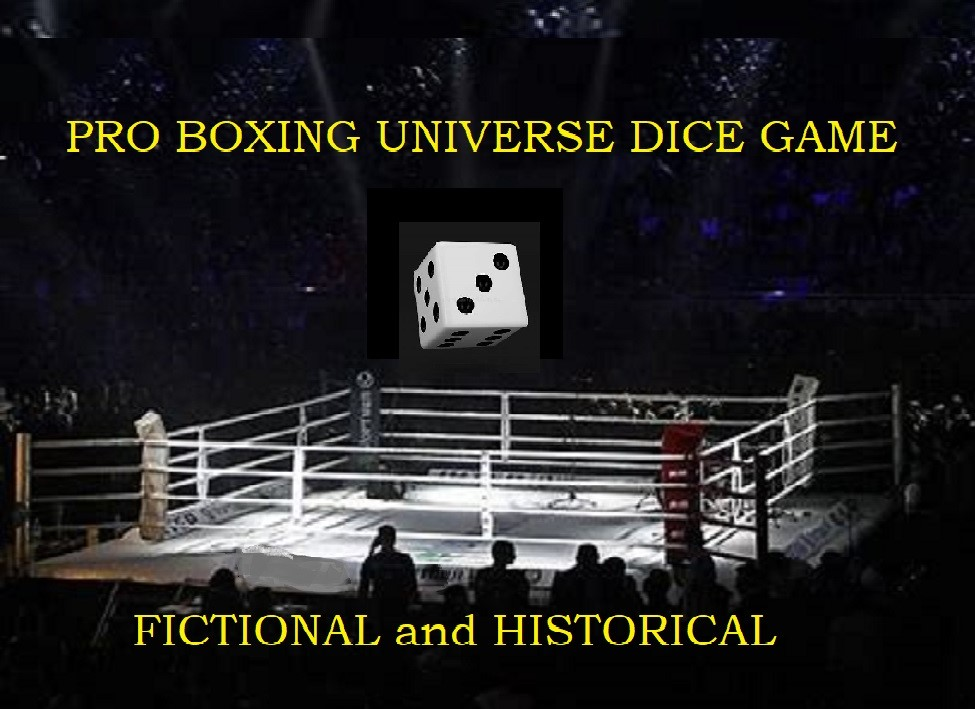 PRO BOXING UNIVERSE DICE GAME
FICTIONAL and HISTORICAL